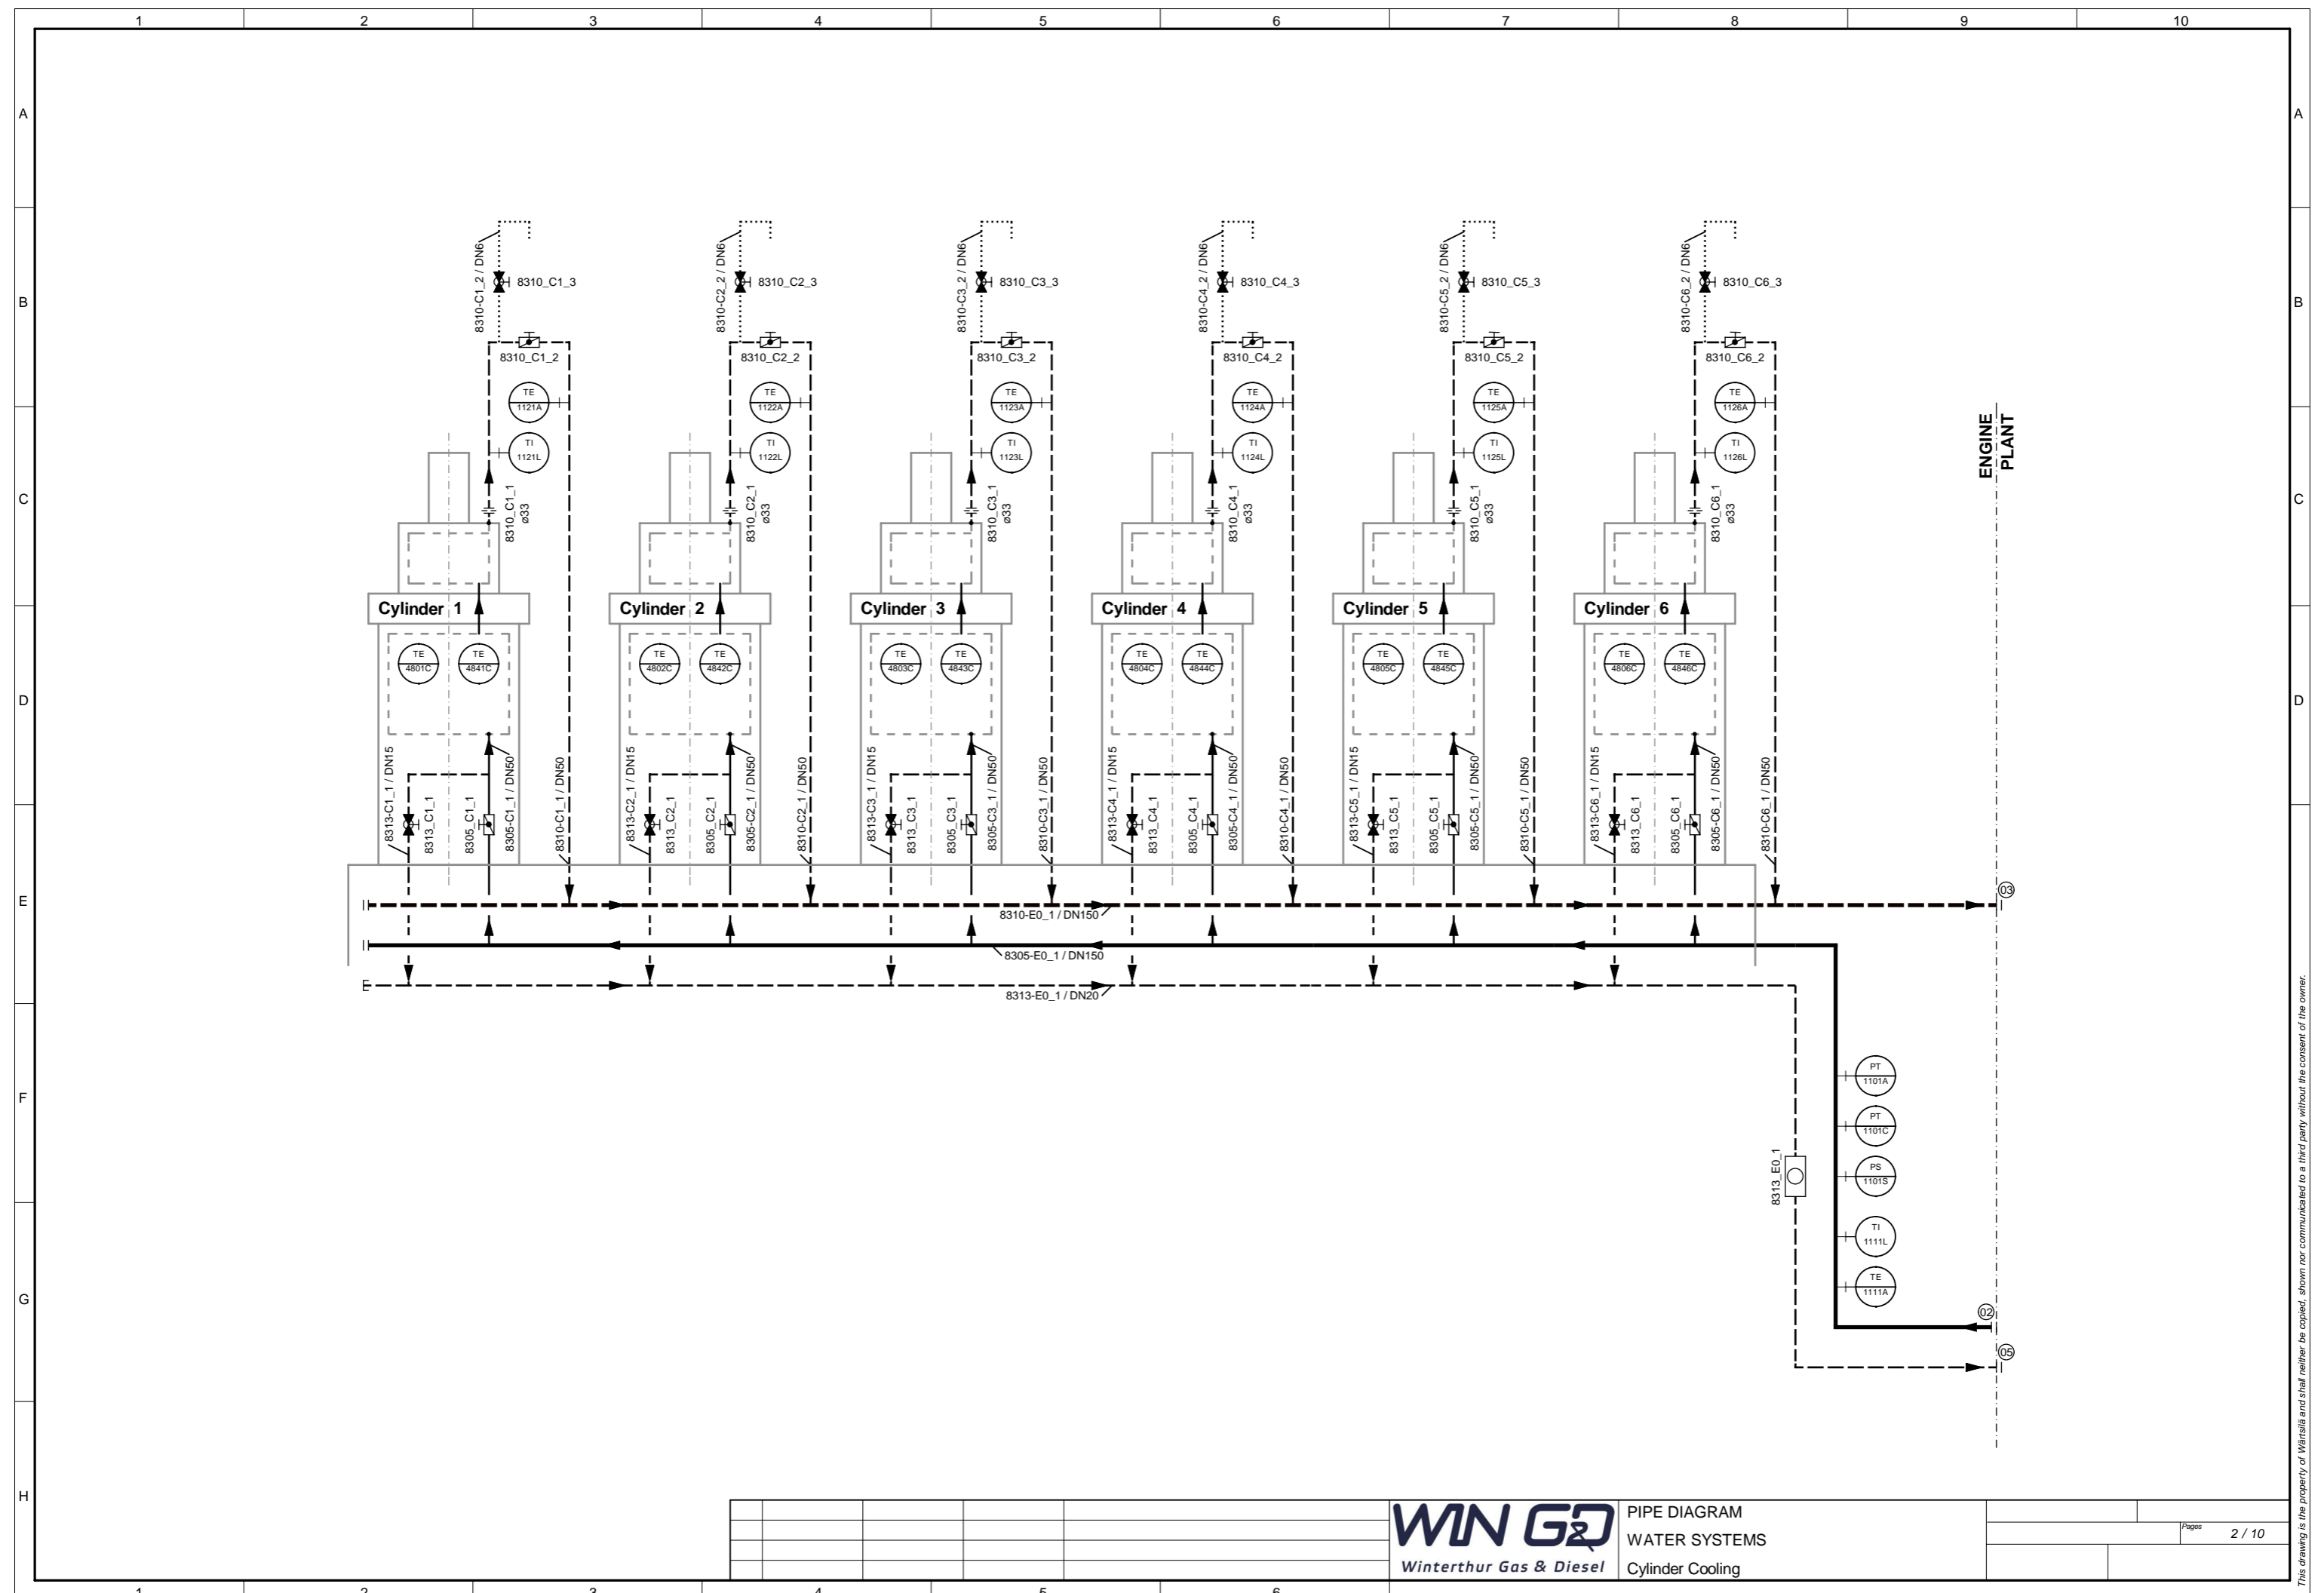 1 2 3 4 5 6 7 8 9 10
A A
8310-C1_2 / DN6 8310-C2_2 / DN6 8310-C3_2 / DN6 8310-C4_2 / DN6 8310-C5_2 / DN6 8310-C6_2 / DN6
B 8310_C1_3 8310_C2_3 8310_C3_3 8310_C4_3 8310_C5_3 8310_C6_3 B
8310_C1_2 8310_C2_2 8310_C3_2 8310_C4_2 8310_C5_2 8310_C6_2
TE TE TE TE TE TE
1121A 1122A 1123A 1124A 1125A 1126A
TI TI TI TI TI TI
1121L 1122L 1123L 1124L 1125L 1126L
ENGINE
PLANT
C C
8310_C1_1 8310_C2_1 8310_C3_1 8310_C4_1 8310_C5_1 8310_C6_1
ø33 ø33 ø33 ø33 ø33 ø33
Cylinder 1 Cylinder 2 Cylinder 3 Cylinder 4 Cylinder 5 Cylinder 6
TE TE TE TE TE TE TE TE TE TE TE TE
4801C 4841C 4802C 4842C 4803C 4843C 4804C 4844C 4805C 4845C 4806C 4846C
D D
8313-C1_1 / DN15 8313_C1_1 8305_C1_1 8305-C1_1 / DN50 8310-C1_1 / DN50
8313-C2_1 / DN15 8313_C2_1 8305_C2_1 8305-C2_1 / DN50 8310-C2_1 / DN50
8313-C3_1 / DN15 8313_C3_1 8305_C3_1 8305-C3_1 / DN50 8310-C3_1 / DN50
8313-C4_1 / DN15 8313_C4_1 8305_C4_1 8305-C4_1 / DN50 8310-C4_1 / DN50
8313-C5_1 / DN15 8313_C5_1 8305_C5_1 8305-C5_1 / DN50 8310-C5_1 / DN50
8313-C6_1 / DN15 8313_C6_1 8305_C6_1 8305-C6_1 / DN50 8310-C6_1 / DN50
03
E E
8310-E0_1 / DN150
8305-E0_1 / DN150
E
8313-E0_1 / DN20
PT
1101A
F F
PT
1101C
PS
1101S
8313_E0_1
TI
1111L
TE
1111A
G G
02
05
H H
WIN G&D
Winterthur Gas & Diesel
PIPE DIAGRAM
WATER SYSTEMS
Cylinder Cooling
Pages 2 / 10
This drawing is the property of Wärtsilä and shall neither be copied, shown nor communicated to a third party without the consent of the owner.
1 2 3 4 5 6